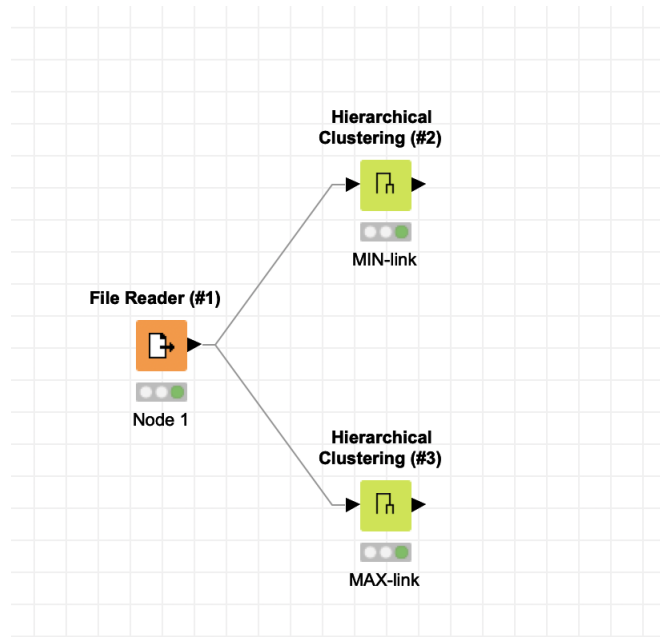 Hierarchical
Clustering (#2)
MIN-link
File Reader (#1)
Node 1
Hierarchical
Clustering (#3)
MAX-link